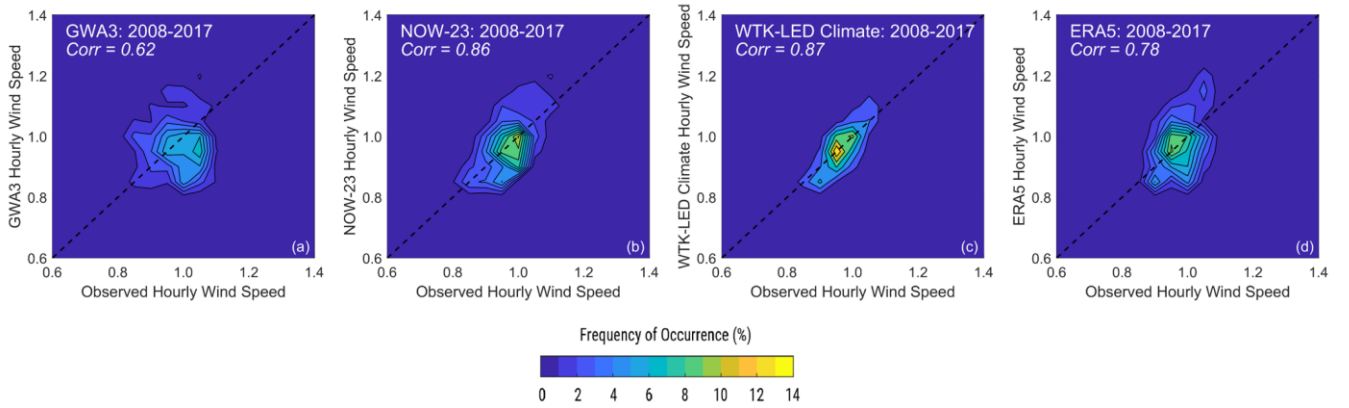 GWA3: 2008-2017
Corr = 0.62
GWA3 Hourly Wind Speed
1.4
1.2
1.0
0.8
0.6
0.6 0.8 1.0 1.2 1.4
(a)
Observed Hourly Wind Speed
NOW-23: 2008-2017
Corr = 0.86
NOW-23 Hourly Wind Speed
1.4
1.2
1.0
0.8
0.6
0.6 0.8 1.0 1.2 1.4
(b)
Observed Hourly Wind Speed
WTK-LED Climate: 2008-2017
Corr = 0.87
WTK-LED Climate Hourly Wind Speed
1.4
1.2
1.0
0.8
0.6
0.6 0.8 1.0 1.2 1.4
(c)
Observed Hourly Wind Speed
ERA5: 2008-2017
Corr = 0.78
ERA5 Hourly Wind Speed
1.4
1.2
1.0
0.8
0.6
0.6 0.8 1.0 1.2 1.4
(d)
Observed Hourly Wind Speed
Frequency of Occurrence (%)
0 2 4 6 8 10 12 14